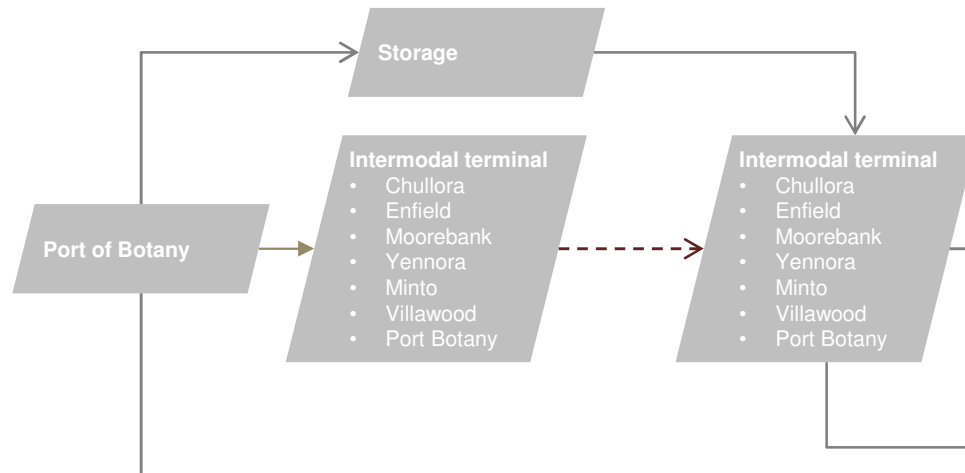 Storage
Port of Botany
Intermodal terminal
• Chullora
• Enfield
• Moorebank
• Yennora
• Minto
• Villawood
• Port Botany
Intermodal terminal
• Chullora
• Enfield
• Moorebank
• Yennora
• Minto
• Villawood
• Port Botany